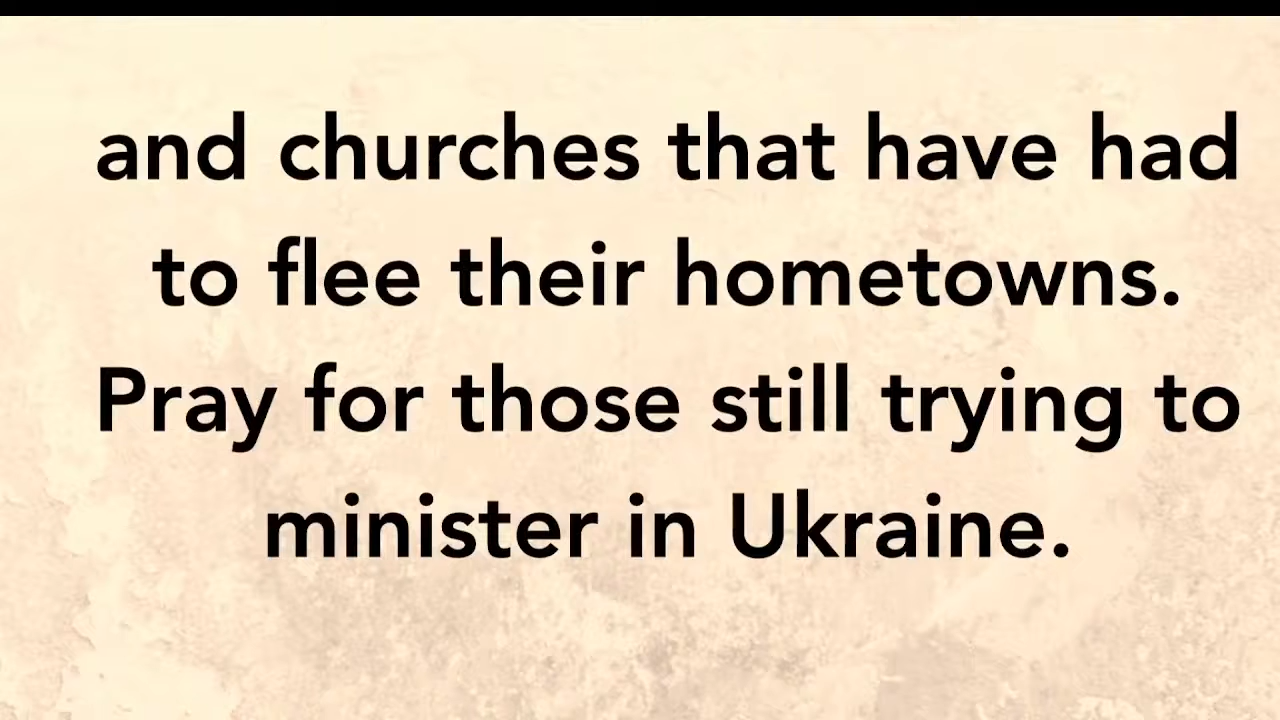 and churches that have had
to flee their hometowns.
Pray for those still trying to
minister in Ukraine.